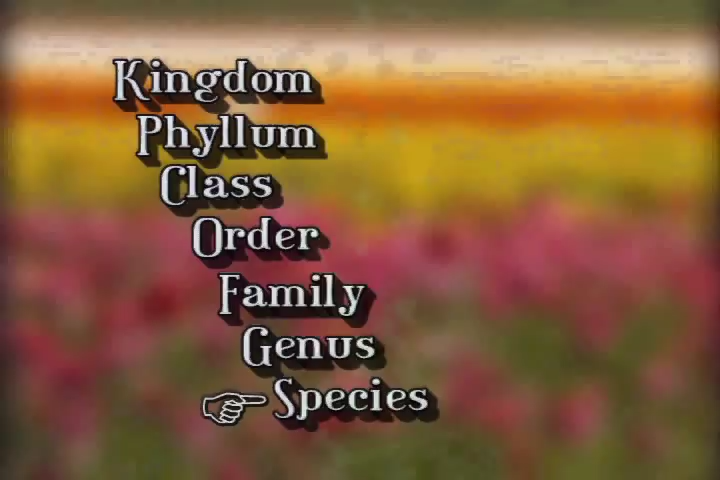 Kingdom
Phyllum
Class
Order
Family
Genus
Species